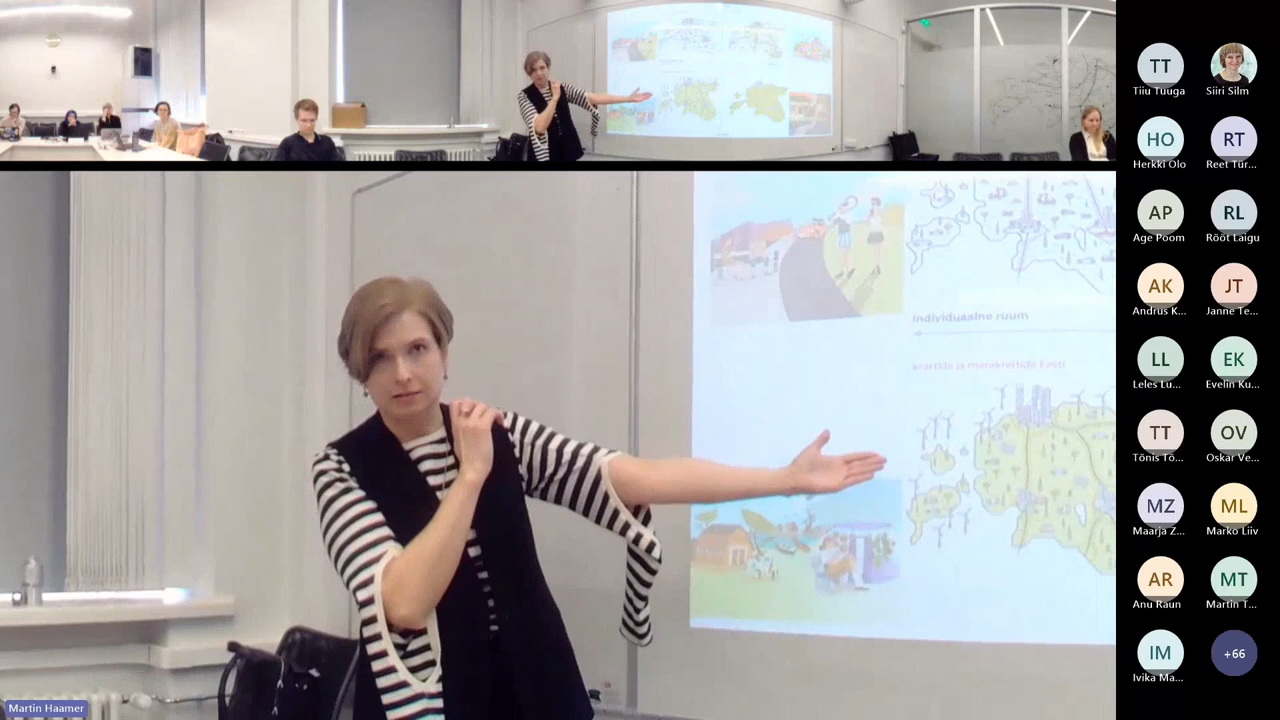 Individuaalne ruum
TT
Tiiu Tuuga
Siiri Silm
HO
Herkki Olo
RT
Reet Tür...
AP
Age Poom
RL
Rööt Laigu
AK
Andrus K...
JT
Janne Te...
LL
Leles Lu...
EK
Evelin Ku...
TT
Tõnis Tõ...
OV
Oskar Ve...
MZ
Maarja Z...
ML
Marko Liiv
AR
Anu Raun
MT
Martin T...
IM
Ivika Ma...
+66
Martin Haamer